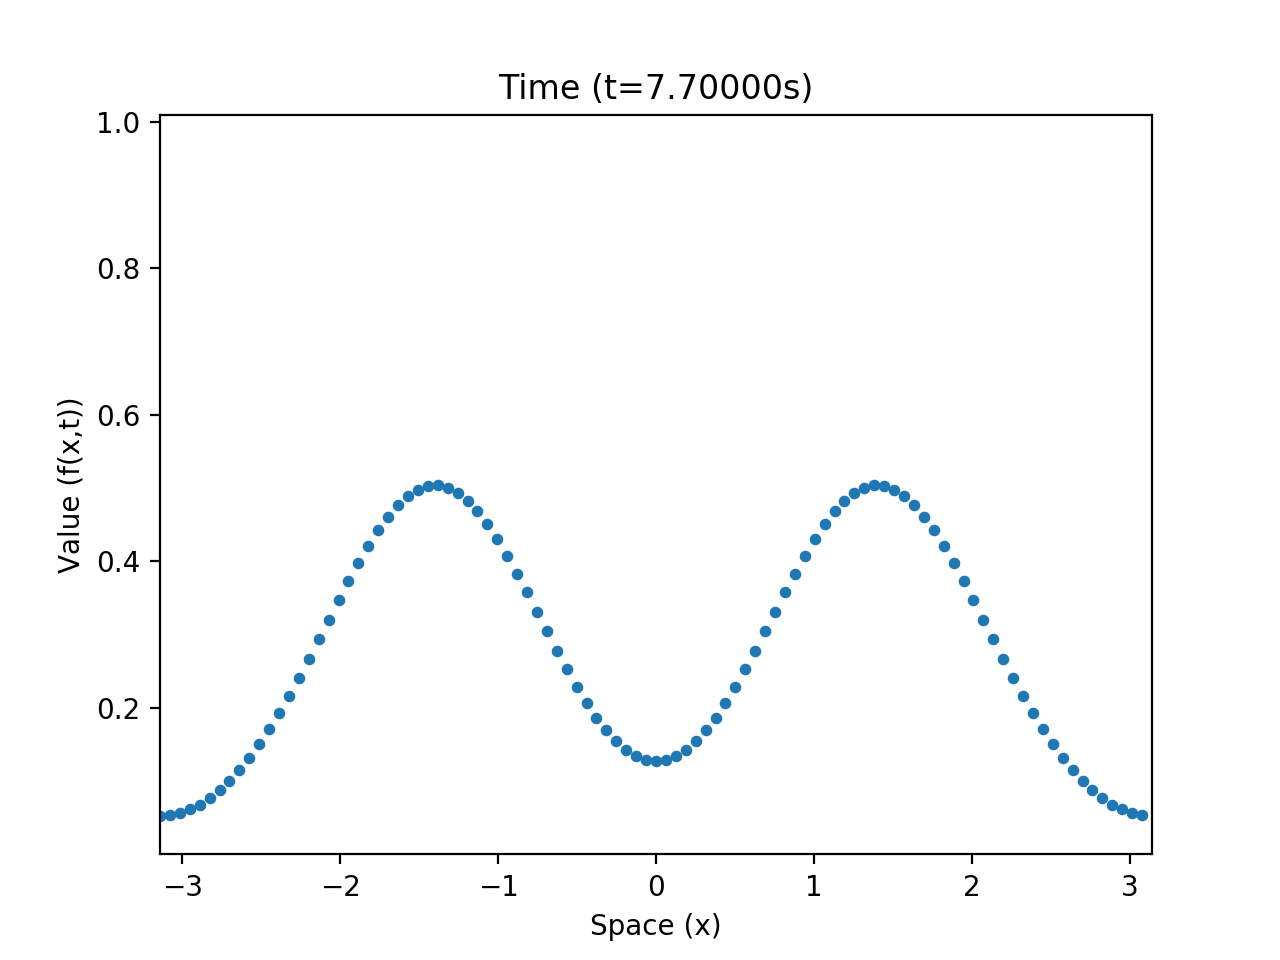 Time (t=7.70000s)
1.0
0.8
0.6
0.4
0.2
Value (f(x,t))
−3 −2 −1 0 1 2 3
Space (x)